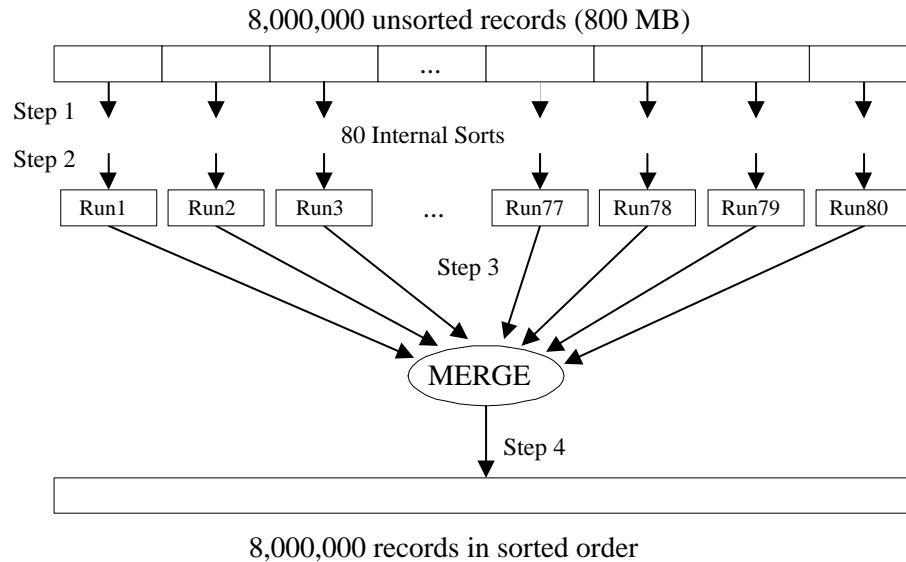 8,000,000 unsorted records (800 MB)
...
Step 1
80 Internal Sorts
Step 2
Run1 Run2 Run3 ... Run77 Run78 Run79 Run80
Step 3
MERGE
Step 4
8,000,000 records in sorted order